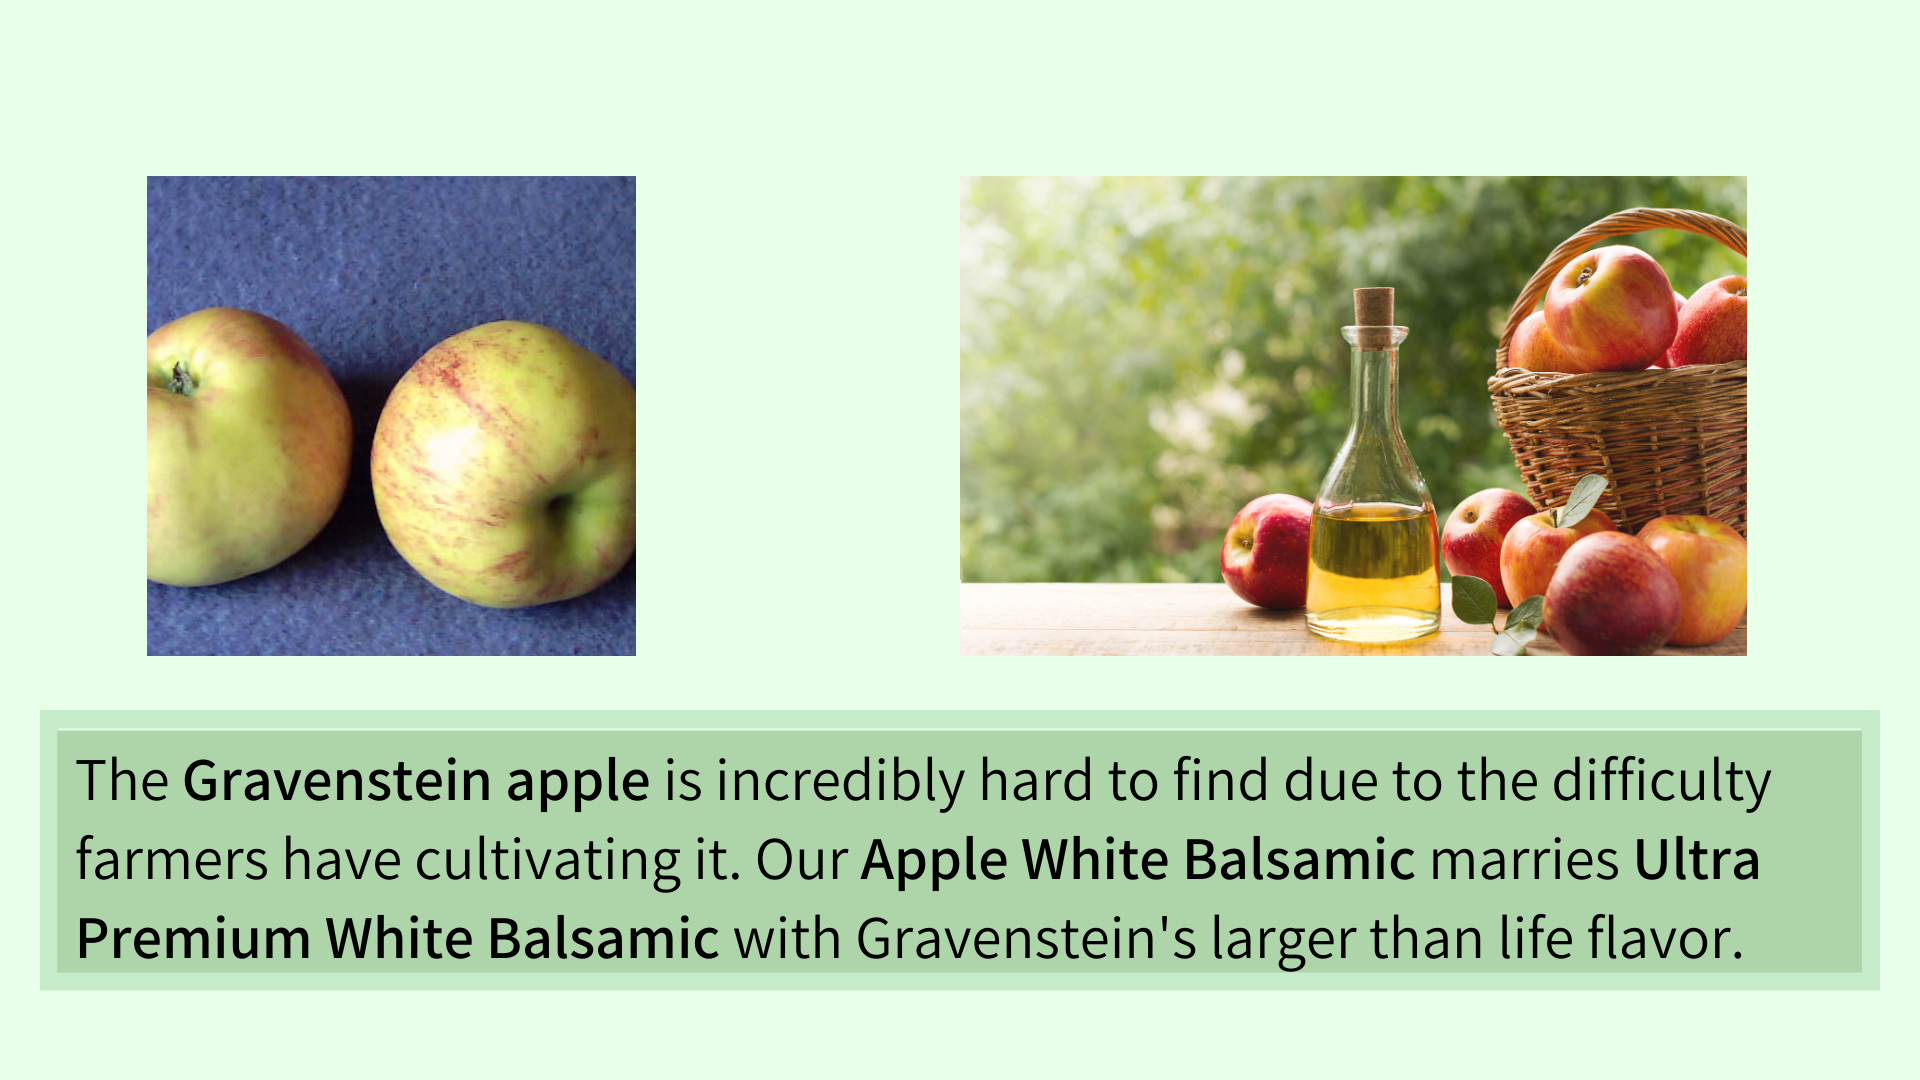 The Gravenstein apple is incredibly hard to find due to the difficulty
farmers have cultivating it. Our Apple White Balsamic marries Ultra
Premium White Balsamic with Gravenstein's larger than life flavor.